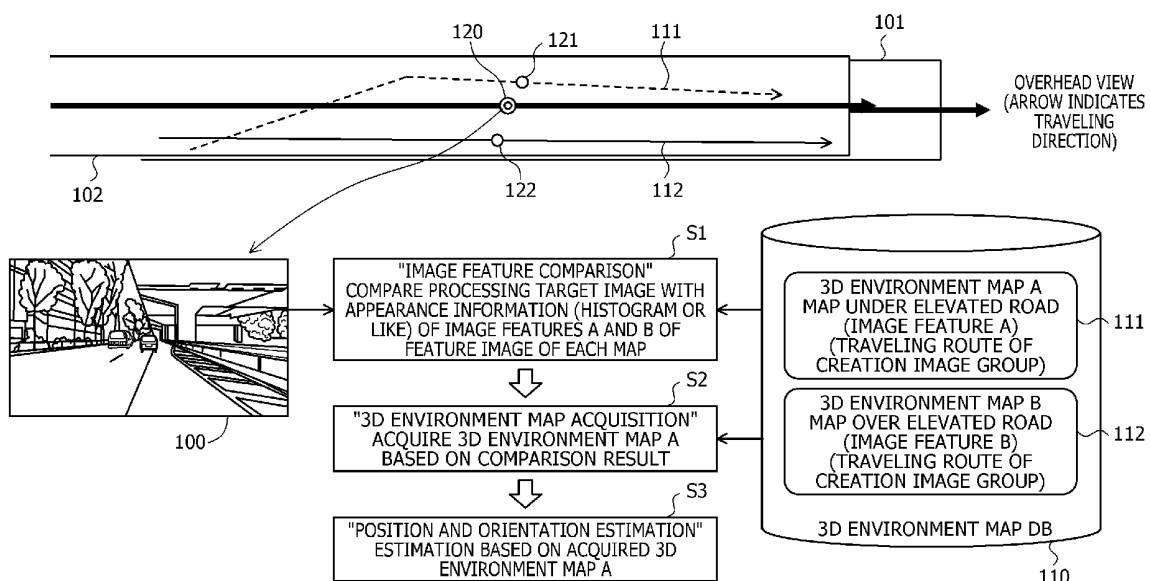 120
121
111
101
OVERHEAD VIEW
(ARROW INDICATES
TRAVELING
DIRECTION)
102
122
112
S1
"IMAGE FEATURE COMPARISON"
COMPARE PROCESSING TARGET IMAGE WITH
APPEARANCE INFORMATION (HISTOGRAM OR
LIKE) OF IMAGE FEATURES A AND B OF
FEATURE IMAGE OF EACH MAP
3D ENVIRONMENT MAP A
MAP UNDER ELEVATED ROAD
(IMAGE FEATURE A)
(TRAVELING ROUTE OF
CREATION IMAGE GROUP)
111
100
S2
"3D ENVIRONMENT MAP ACQUISITION"
ACQUIRE 3D ENVIRONMENT MAP A
BASED ON COMPARISON RESULT
3D ENVIRONMENT MAP B
MAP OVER ELEVATED ROAD
(IMAGE FEATURE B)
(TRAVELING ROUTE OF
CREATION IMAGE GROUP)
112
S3
"POSITION AND ORIENTATION ESTIMATION"
ESTIMATION BASED ON ACQUIRED 3D
ENVIRONMENT MAP A
3D ENVIRONMENT MAP DB
110